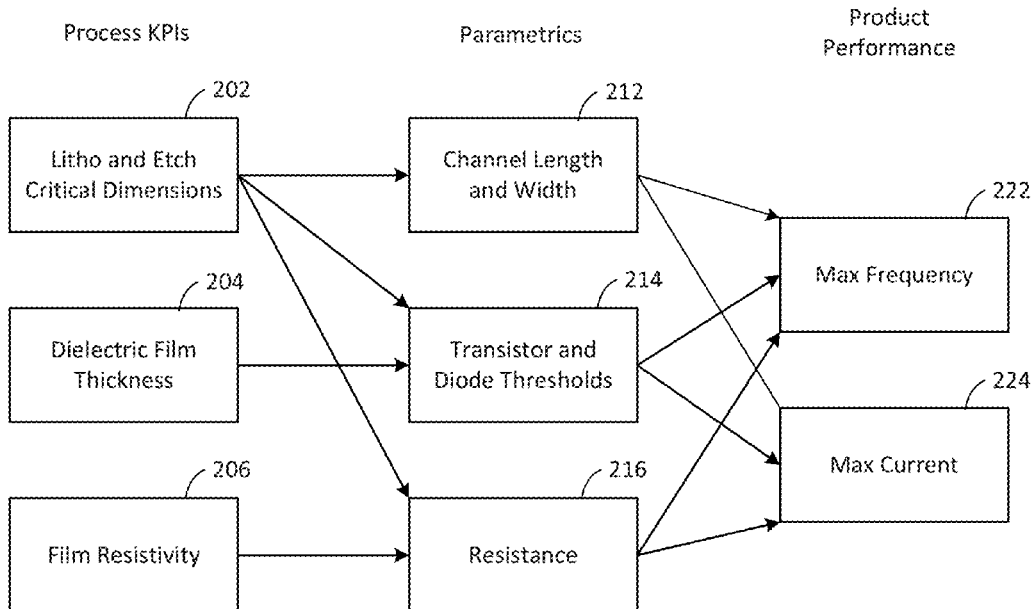 Process KPIs
Parametrics
Product
Performance
202
212
Litho and Etch
Critical Dimensions
Channel Length
and Width
222
Max Frequency
204
214
Dielectric Film
Thickness
Transistor and
Diode Thresholds
224
Max Current
206
216
Film Resistivity
Resistance